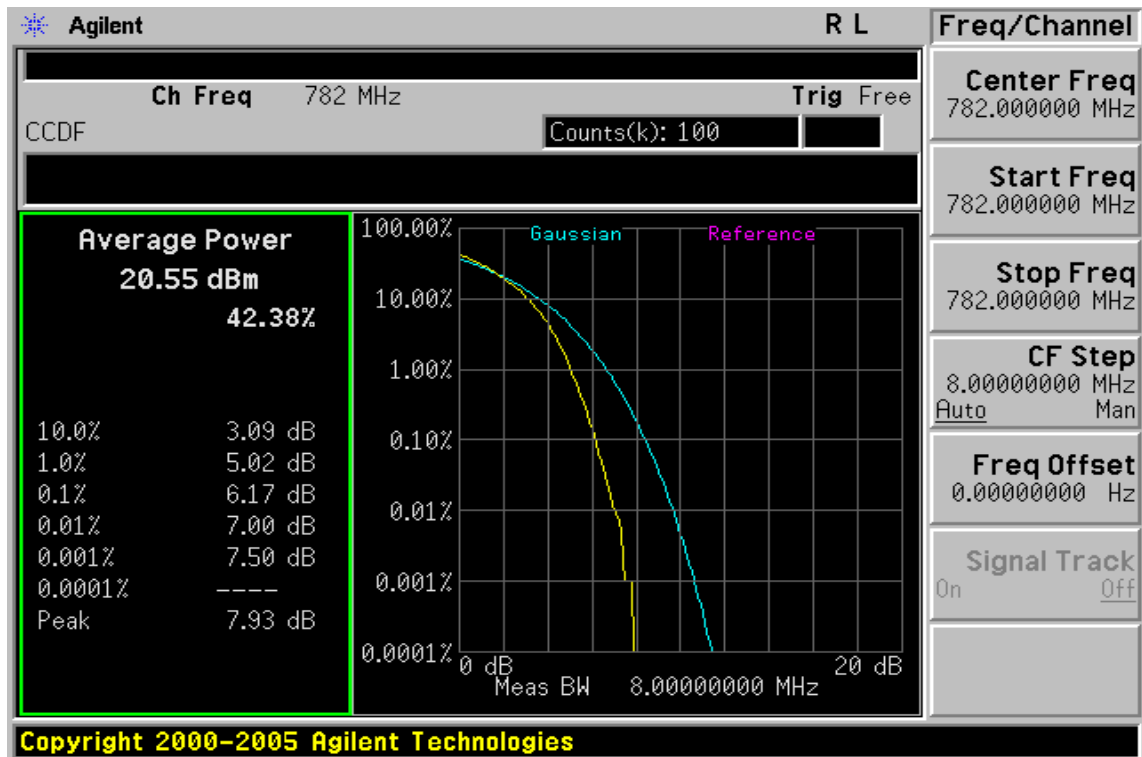 Agilent R L Freq/Channel
Ch Freq 782 MHz Trig Free
CCDF Counts(k): 100
Average Power
20.55 dBm
42.38%
10.0% 3.09 dB
1.0% 5.02 dB
0.1% 6.17 dB
0.01% 7.00 dB
0.001% 7.50 dB
0.0001% ----
Peak 7.93 dB
100.00%
Gaussian Reference
10.00%
1.00%
0.10%
0.01%
0.001%
0.0001%
0 dB 20 dB
Meas BW 8.00000000 MHz
Center Freq
782.000000 MHz
Start Freq
782.000000 MHz
Stop Freq
782.000000 MHz
CF Step
8.00000000 MHz
Auto Man
Freq Offset
0.00000000 Hz
Signal Track
On Off
Copyright 2000-2005 Agilent Technologies